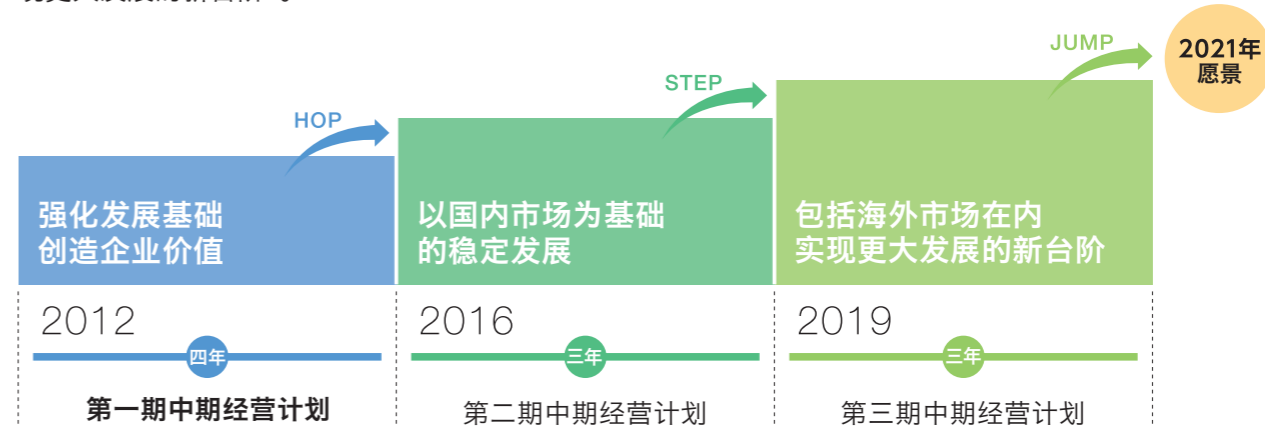 HOP
STEP
JUMP
2021年
愿景
强化发展基础
创造企业价值
以国内市场为基础
的稳定发展
包括海外市场在内
实现更大发展的新台阶
2012
2016
2019
四年
三年
三年
第一期中期经营计划
第二期中期经营计划
第三期中期经营计划